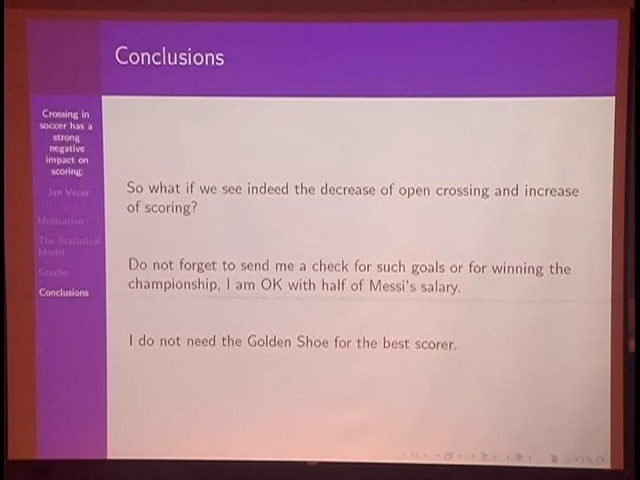 Conclusions
Crossing in
soccer has a
strong
negative
impact on
scoring:
Jan Vecer
Motivation
The Statistical
Model
Graphs
Conclusions
So what if we see indeed the decrease of open crossing and increase
of scoring?
Do not forget to send me a check for such goals or for winning the
championship, I am OK with half of Messi's salary.
I do not need the Golden Shoe for the best scorer.